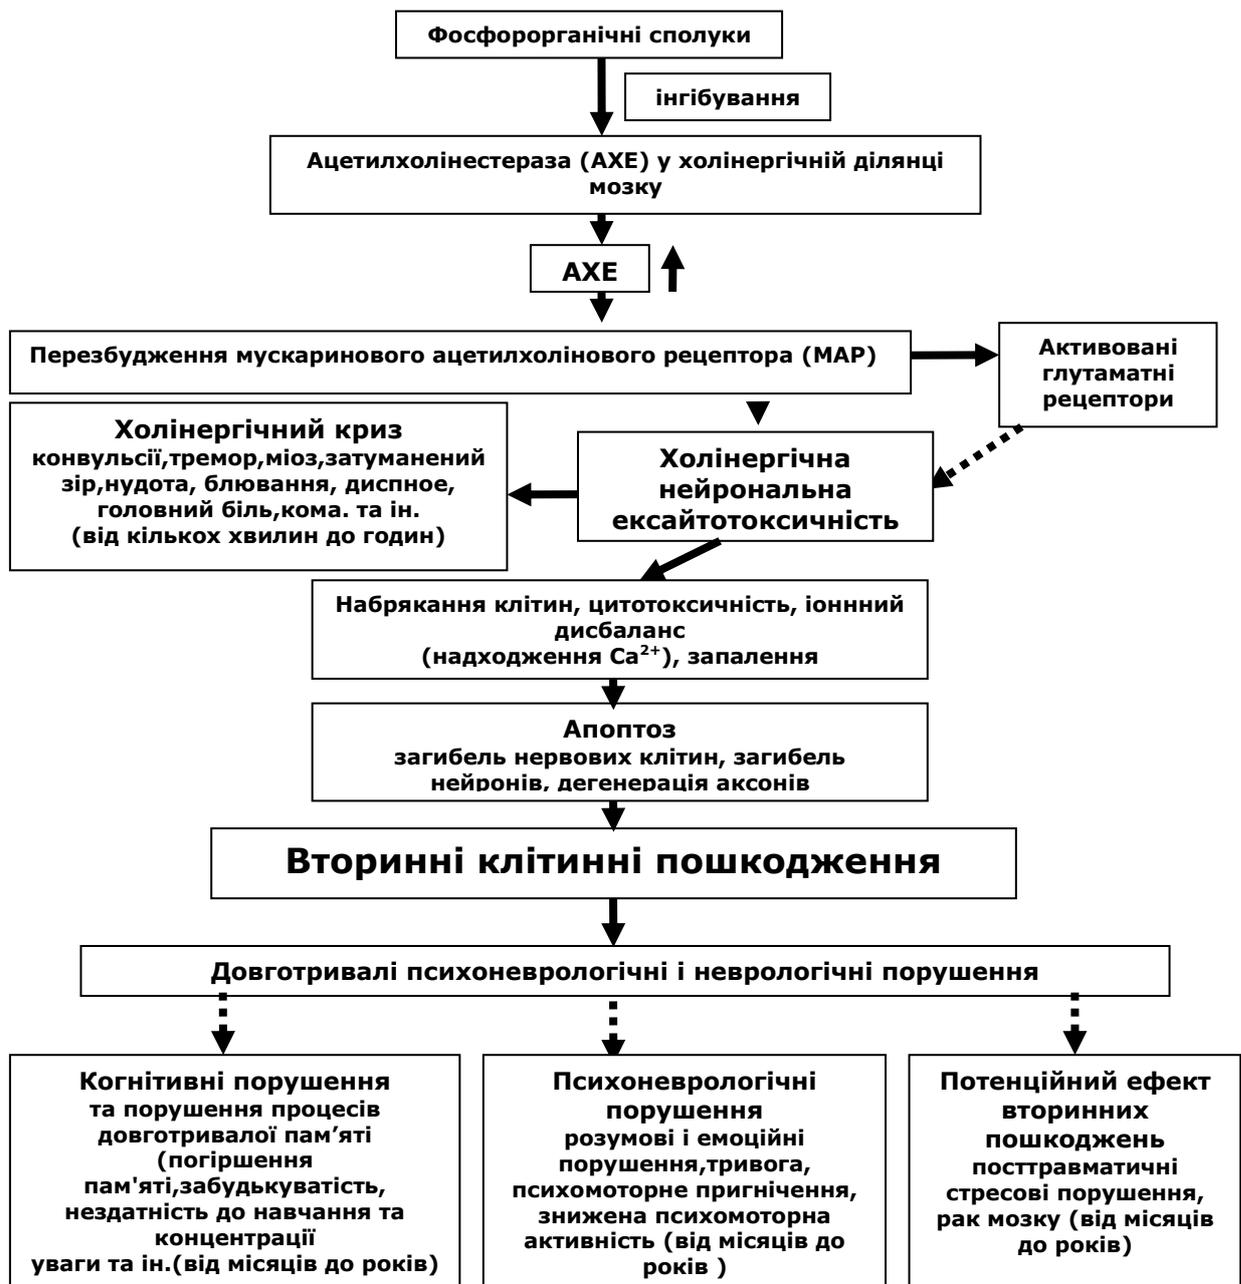 Фосфорорганічні сполуки
інгібування
Ацетилхолінестераза (АХЕ) у холінергічній ділянці
мозку
АХЕ
Перезбудження мускаринового ацетилхолінового рецептора (МАР)
Активовані
глутаматні
рецептори
Холінергічний криз
конвульсії,тремор,міоз,затуманений
зір,нудота, блювання, диспное,
головний біль,кома. та ін.
(від кількох хвилин до годин)
Холінергічна
нейрональна
ексайтотоксичність
Набрякання клітин, цитотоксичність, іоннний
дисбаланс
(надходження Ca²⁺), запалення
Апоптоз
загибель нервових клітин, загибель
нейронів, дегенерація аксонів
Вторинні клітинні пошкодження
Довготривалі психоневрологічні і неврологічні порушення
Когнітивні порушення
та порушення процесів
довготривалої пам’яті
(погіршення
пам'яті,забудькуватість,
нездатність до навчання та
концентрації
уваги та ін.(від місяців до років)
Психоневрологічні
порушення
розумові і емоційні
порушення,тривога,
психомоторне пригнічення,
знижена психомоторна
активність (від місяців до
років )
Потенційний ефект
вторинних
пошкоджень
посттравматичні
стресові порушення,
рак мозку (від місяців
до років)